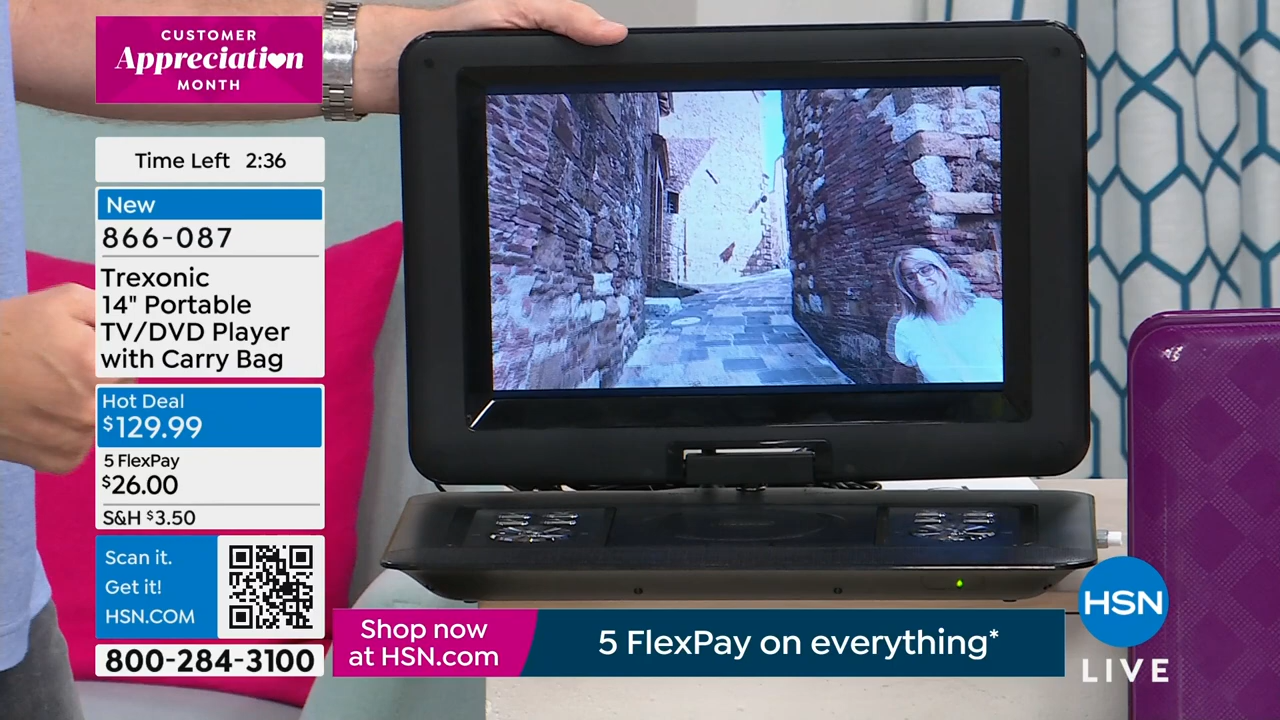 CUSTOMER
Appreciation
MONTH
Time Left 2:36
New
866-087
Trexonic
14" Portable
TV/DVD Player
with Carry Bag
Hot Deal
$129.99
5 FlexPay
$26.00
S&H $3.50
Scan it.
Get it!
HSN.COM
800-284-3100
Shop now
at HSN.com
5 FlexPay on everything*
HSN
LIVE